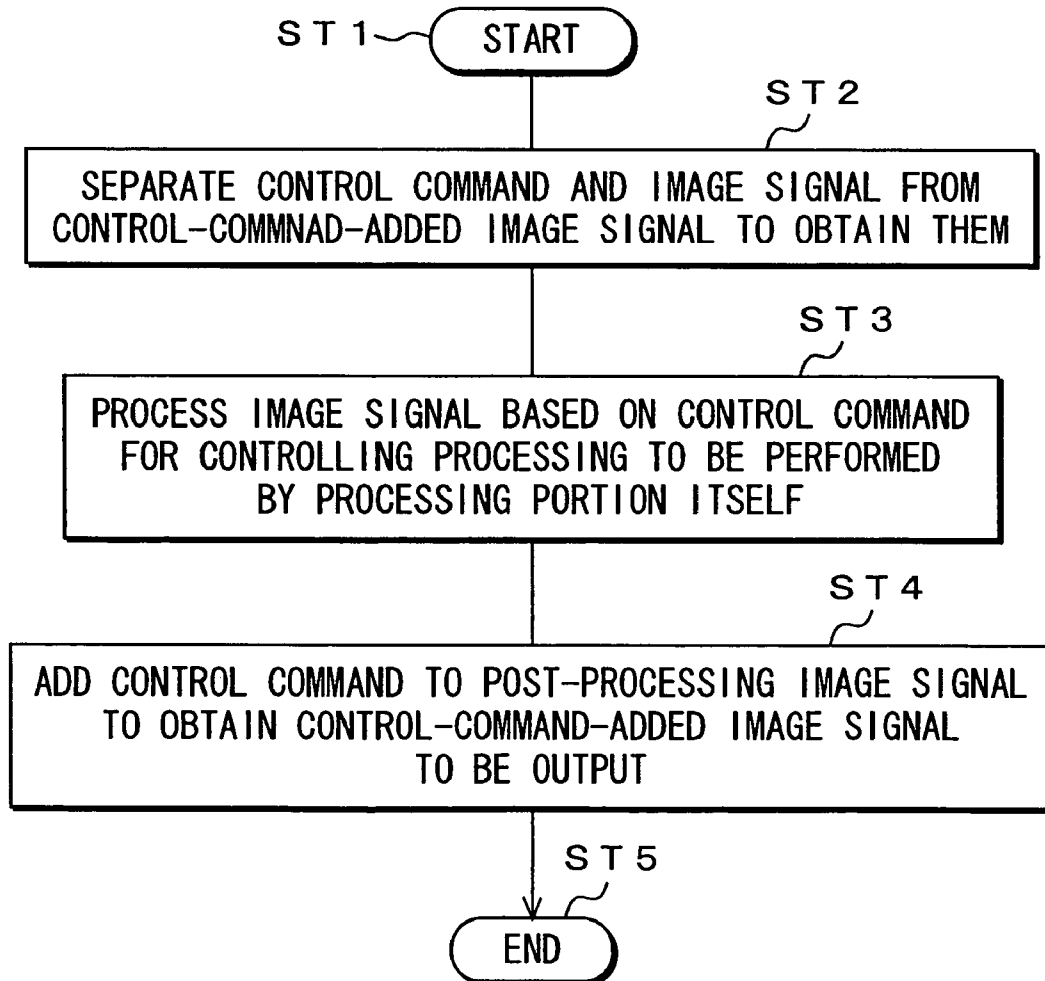 ST1
START
ST2
SEPARATE CONTROL COMMAND AND IMAGE SIGNAL FROM
CONTROL-COMMNAD-ADDED IMAGE SIGNAL TO OBTAIN THEM
ST3
PROCESS IMAGE SIGNAL BASED ON CONTROL COMMAND
FOR CONTROLLING PROCESSING TO BE PERFORMED
BY PROCESSING PORTION ITSELF
ST4
ADD CONTROL COMMAND TO POST-PROCESSING IMAGE SIGNAL
TO OBTAIN CONTROL-COMMAND-ADDED IMAGE SIGNAL
TO BE OUTPUT
ST5
END